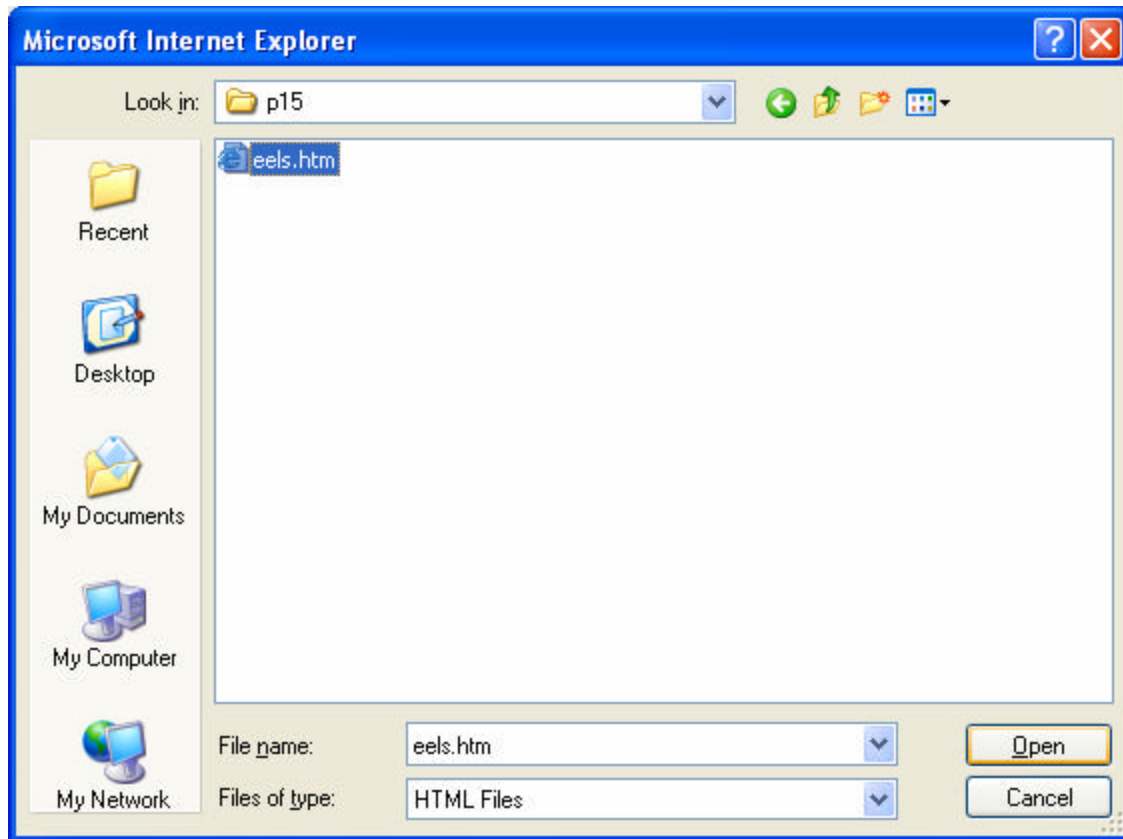 Microsoft Internet Explorer
?
Look in:
p15
eels.htm
Recent
Desktop
My Documents
My Computer
My Network
File name:
eels.htm
Open
Files of type:
HTML Files
Cancel